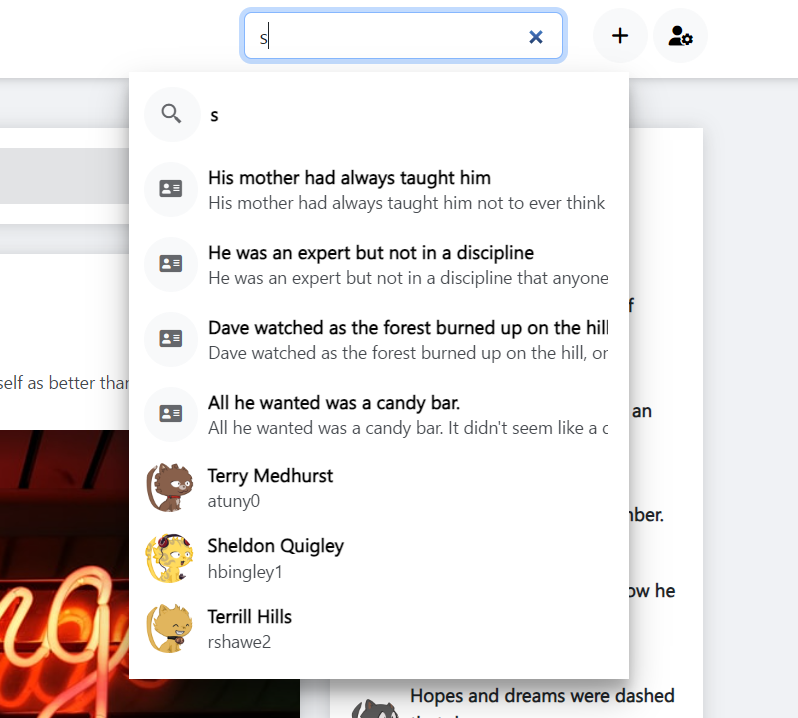 s
s
His mother had always taught him
His mother had always taught him not to ever think
He was an expert but not in a discipline
He was an expert but not in a discipline that anyone
Dave watched as the forest burned up on the hill
Dave watched as the forest burned up on the hill, or
All he wanted was a candy bar.
All he wanted was a candy bar. It didn't seem like a
Terry Medhurst
atuny0
Sheldon Quigley
hbingley1
Terrill Hills
rshawe2
self as better than
an
ow he
Hopes and dreams were dashed